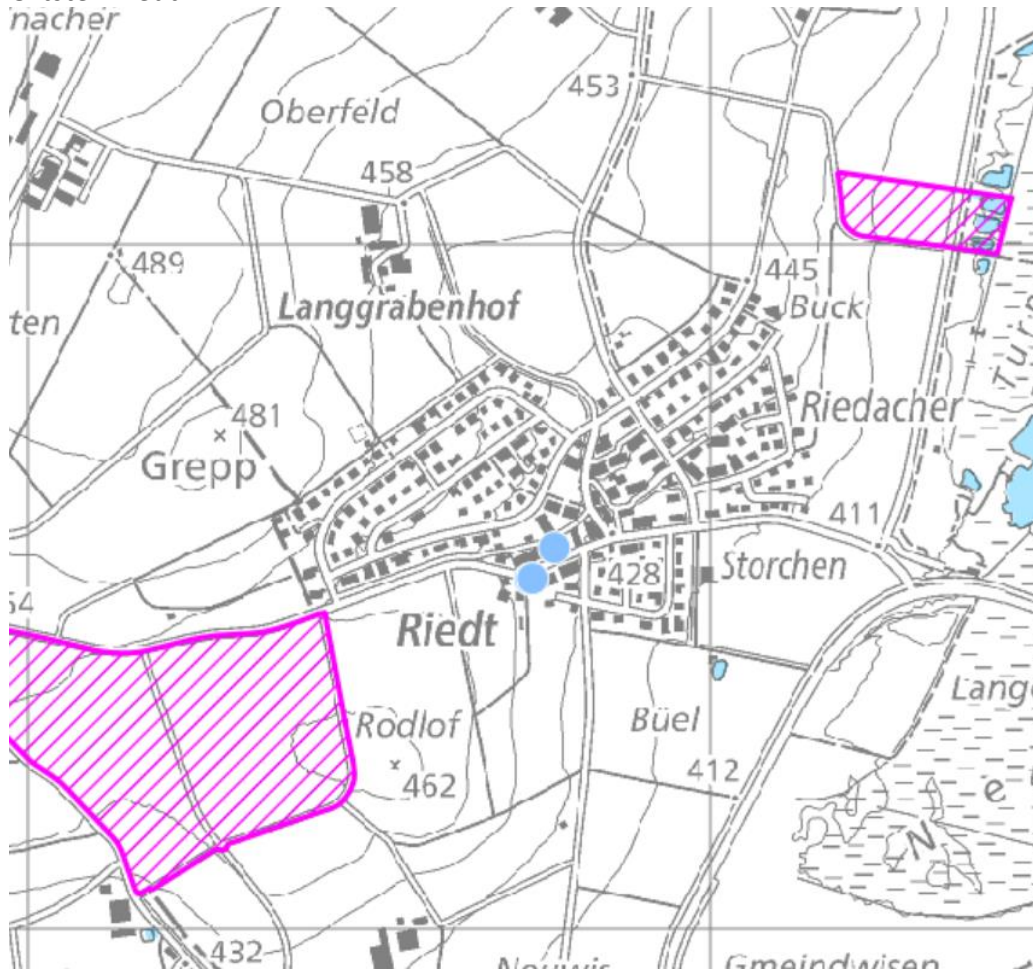 nacher
Oberfeld
453
458
489
445
Langgrabenhof
Buck
ten
Riedacher
481
Grepp
411
428
Storchen
Riedt
Rodlof
Büel
Lang
462
412
e
N
432
Gmeindwisen